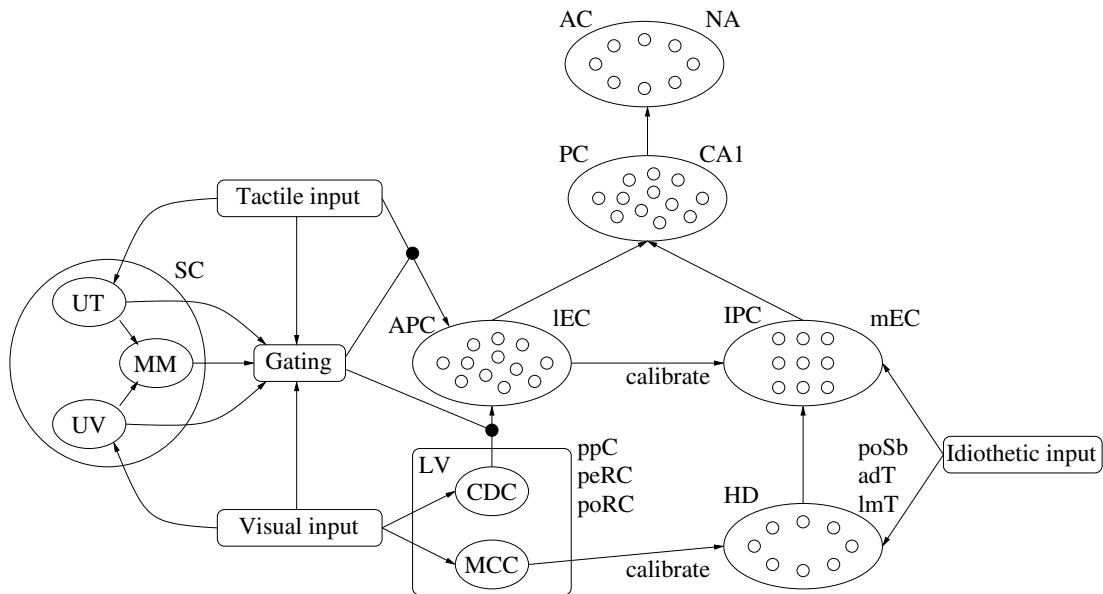 AC NA
PC CA1
Tactile input
SC
UT
APC lEC IPC mEC
MM Gating
calibrate
UV
LV ppC poSb Idiothetic input
CDC peRC adT
HD lmT
poRC
Visual input
MCC
calibrate